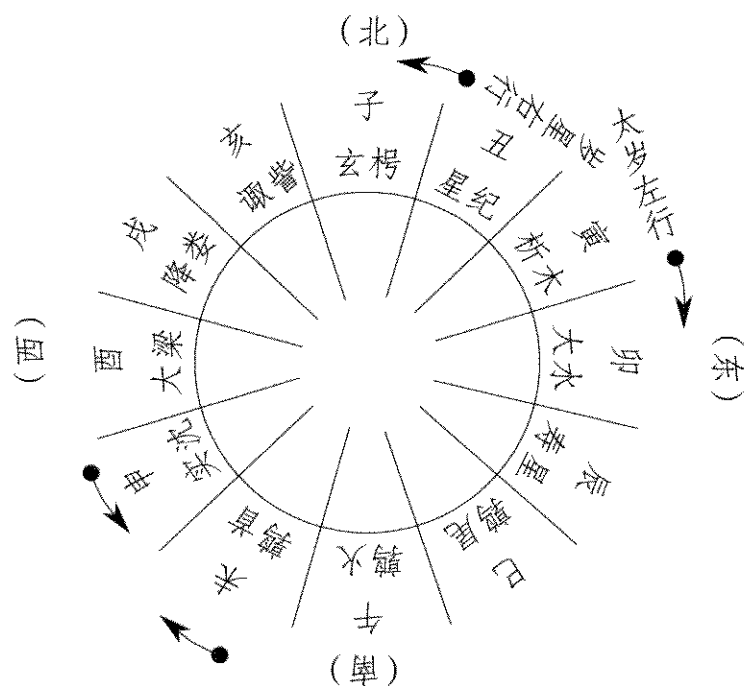 (北)
岁星右行
太岁左行
子
玄枵
丑
星纪
寅
析木
卯
大水
(东)
辰
寿星
巳
鹑尾
午
鹑火
(南)
未
鹑首
申
实沈
酉
大梁
(西)
戌
降娄
亥
诹訾